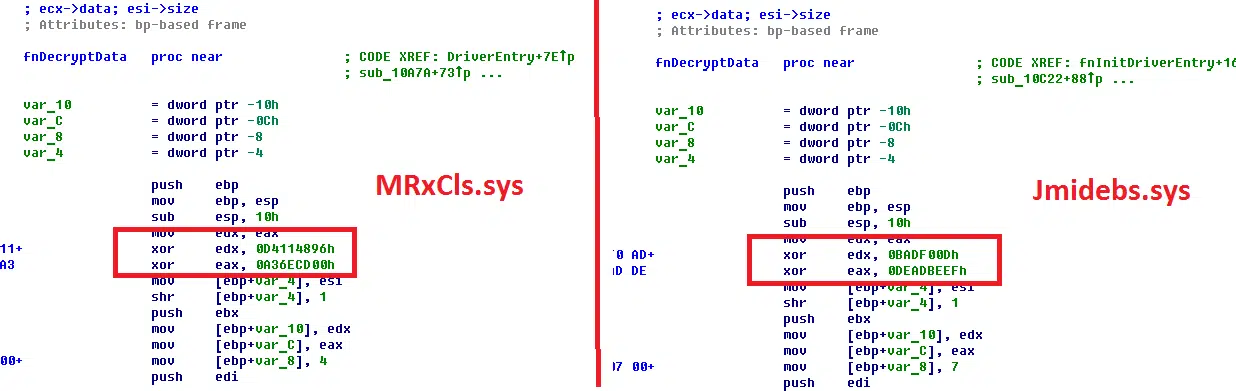 ; ecx->data; esi->size
; Attributes: bp-based frame
fnDecryptData proc near ; CODE XREF: DriverEntry+7E↑p
; sub_10A7A+73↑p ...
var_10 = dword ptr -10h
var_C = dword ptr -0Ch
var_8 = dword ptr -8
var_4 = dword ptr -4
MRxCls.sys
push ebp
mov ebp, esp
sub esp, 10h
mov edx, eax
11+ xor edx, 0D4114896h
A3 xor eax, 0A36ECD00h
mov [ebp+var_4], esi
shr [ebp+var_4], 1
push ebx
mov [ebp+var_10], edx
mov [ebp+var_C], eax
00+ mov [ebp+var_8], 4
push edi
; ecx->data; esi->size
; Attributes: bp-based frame
fnDecryptData proc near ; CODE XREF: fnInitDriverEntry+16
; sub_10C22+88↑p ...
var_10 = dword ptr -10h
var_C = dword ptr -0Ch
var_8 = dword ptr -8
var_4 = dword ptr -4
Jmidebs.sys
push ebp
mov ebp, esp
sub esp, 10h
mov edx, eax
F0 AD+ xor edx, 0BADF00Dh
DE xor eax, 0DEADBEEFh
mov [ebp+var_4], esi
shr [ebp+var_4], 1
push ebx
mov [ebp+var_10], edx
mov [ebp+var_C], eax
07 00+ mov [ebp+var_8], 7
push edi